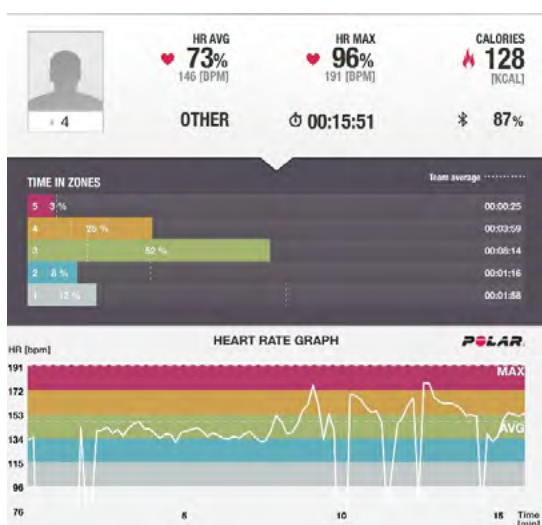 HR AVG HR MAX CALORIES
73% 96% 128
146 [BPM] 191 [BPM] [KCAL]
4 OTHER 00:15:51 87%
TIME IN ZONES Team average
5 3% 00:00:25
4 25 % 00:03:59
3 52 % 00:08:14
2 8 % 00:01:16
1 12 % 00:01:58
HEART RATE GRAPH POLAR
HR [bpm]
191 MAX
172
153
AVG
134
115
96
76 5 10 15 Time
[min]